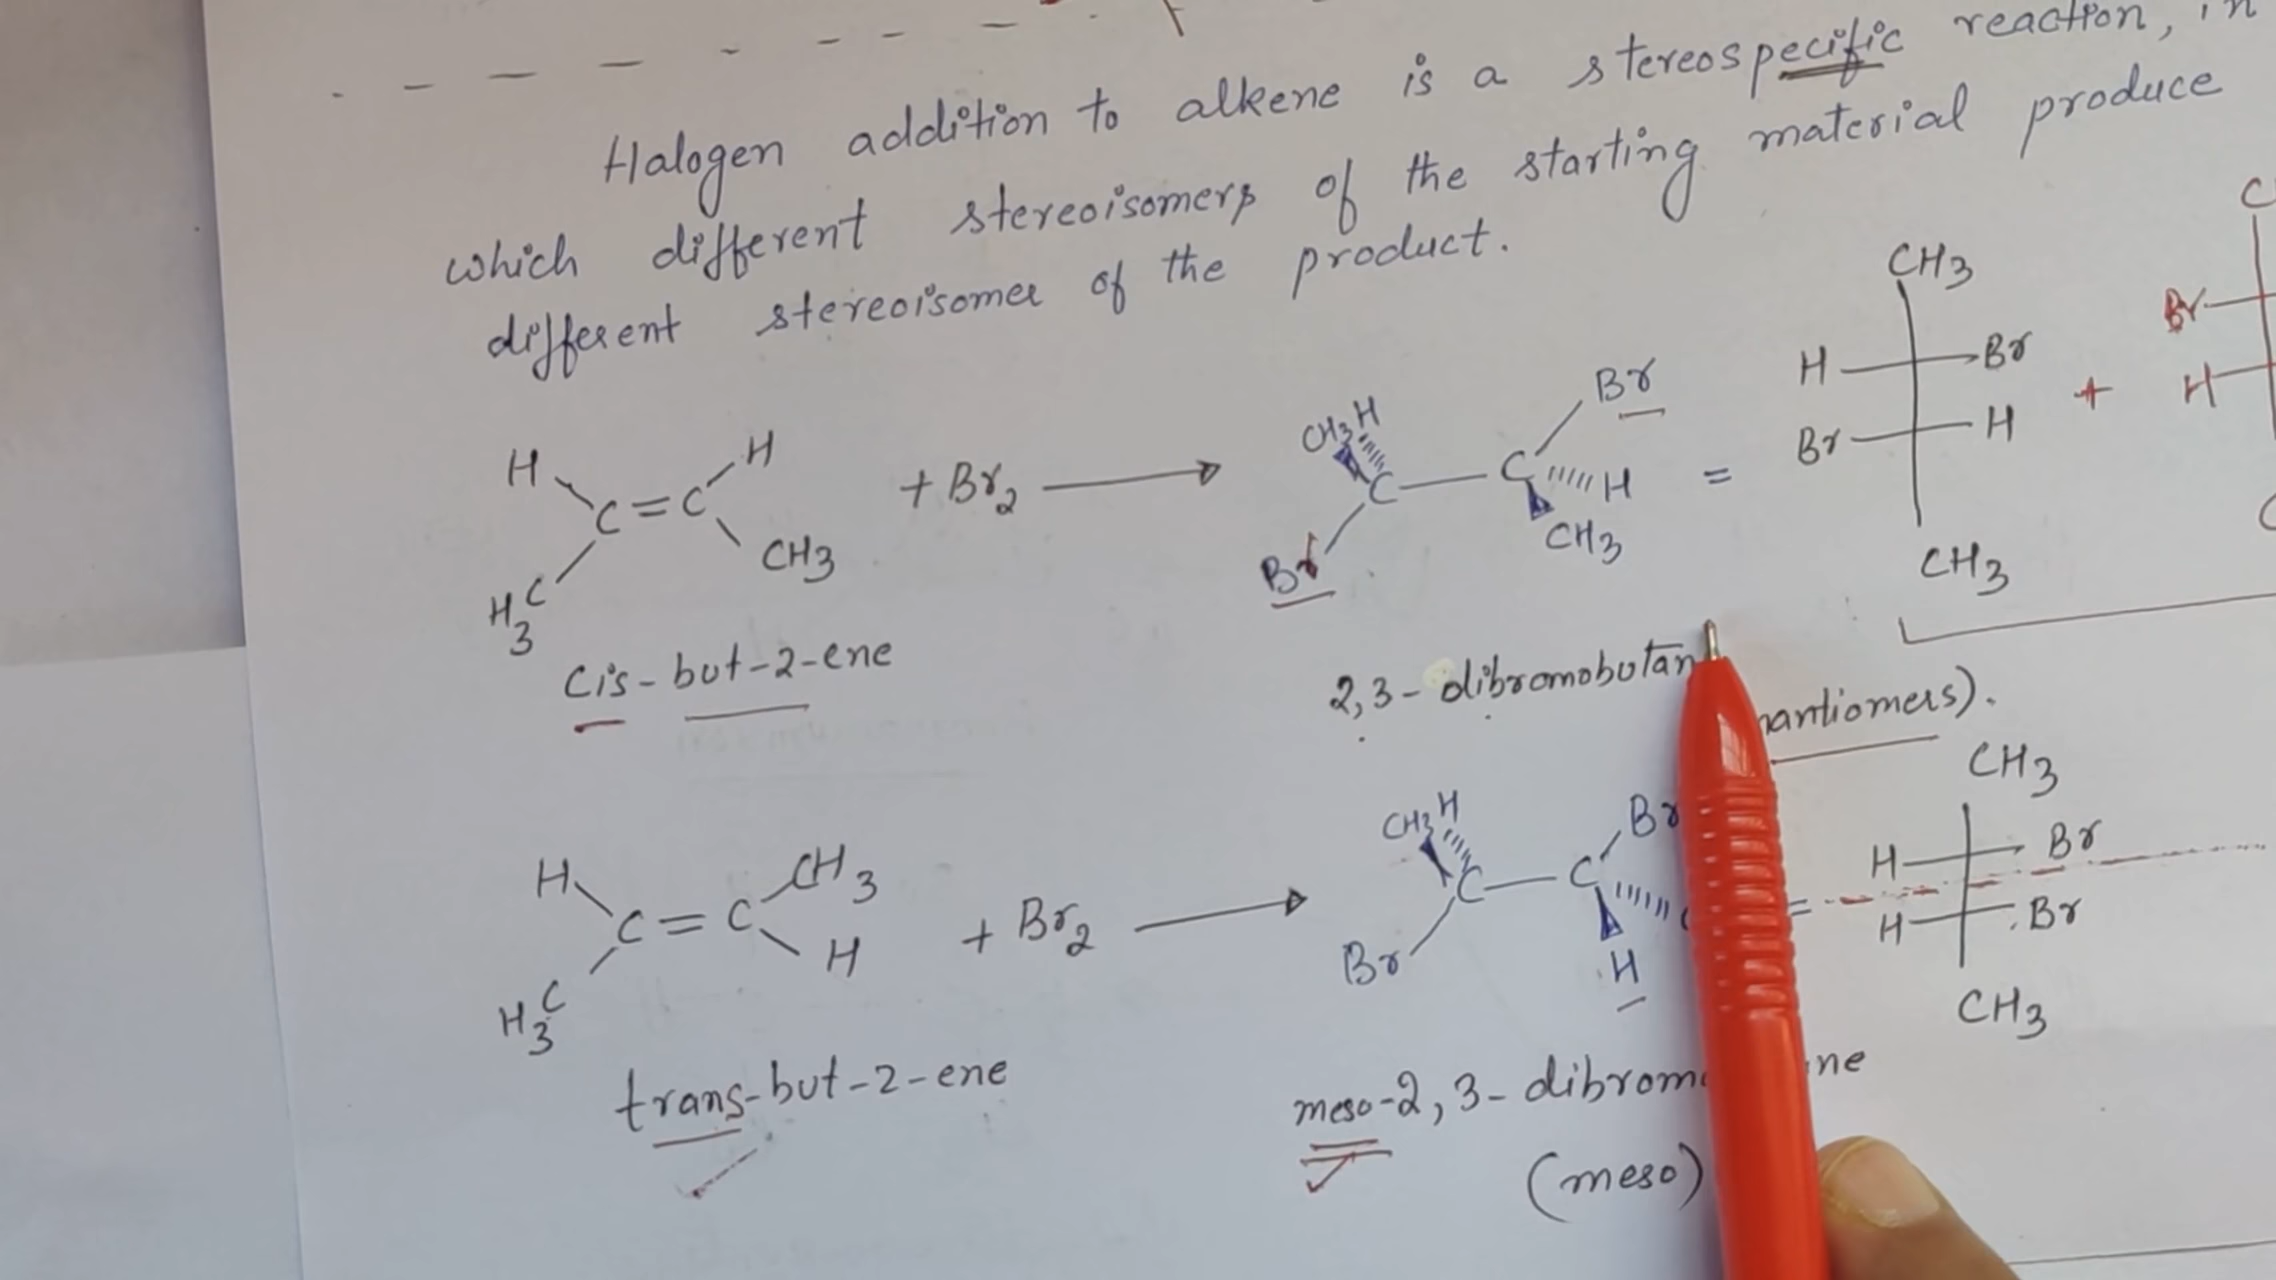 Halogen addition to alkene is a stereospecific reaction, in
which different stereoisomers of the starting material produce
different stereoisomer of the product.
H H
C=C
H3C CH3
+ Br2
CH3 H
C C
Br
H
CH3
Br
=
CH3
H Br
Br H
CH3
+
Br
H
cis-but-2-ene
2,3-dibromobutan
nantiomers).
H CH3
C=C
H3C H
+ Br2
CH3 H
C C
Br
H
Br
=
CH3
H Br
H Br
CH3
trans-but-2-ene
meso-2,3-dibrom ne
(meso)